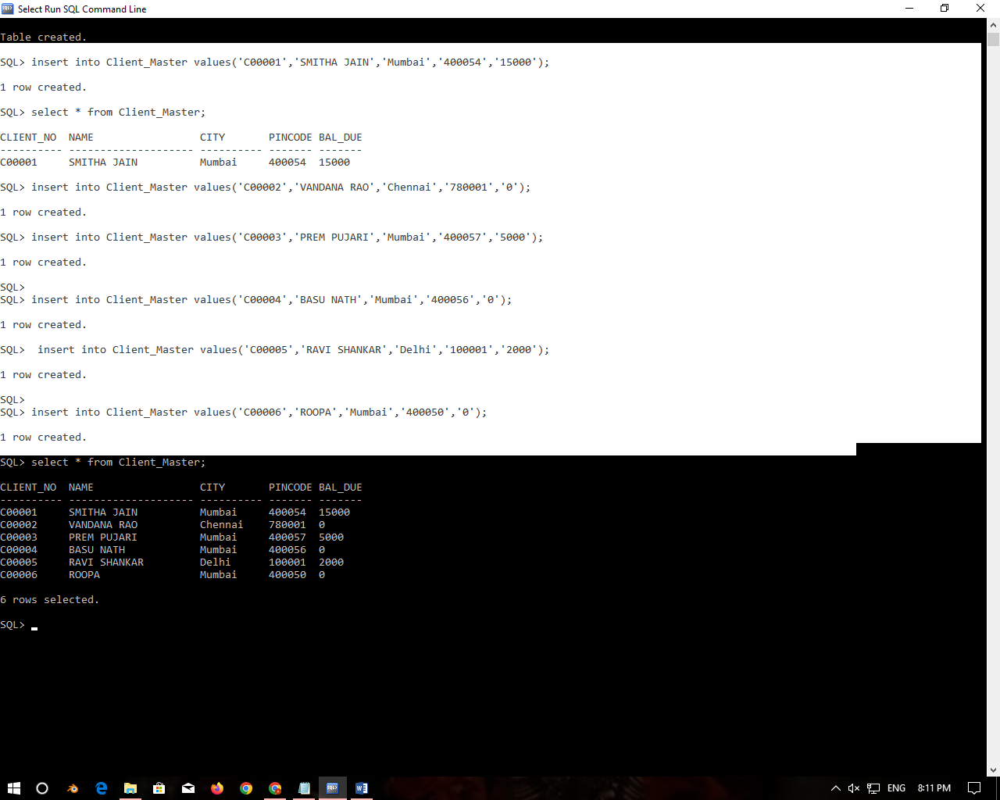 Select Run SQL Command Line
Table created.
SQL> insert into Client_Master values('C00001','SMITHA JAIN','Mumbai','400054','15000');
1 row created.
SQL> select * from Client_Master;
CLIENT_NO  NAME                 CITY       PINCODE BAL_DUE
---------- -------------------- ---------- ------- -------
C00001     SMITHA JAIN          Mumbai     400054  15000
SQL> insert into Client_Master values('C00002','VANDANA RAO','Chennai','780001','0');
1 row created.
SQL> insert into Client_Master values('C00003','PREM PUJARI','Mumbai','400057','5000');
1 row created.
SQL>
SQL> insert into Client_Master values('C00004','BASU NATH','Mumbai','400056','0');
1 row created.
SQL>  insert into Client_Master values('C00005','RAVI SHANKAR','Delhi','100001','2000');
1 row created.
SQL>
SQL> insert into Client_Master values('C00006','ROOPA','Mumbai','400050','0');
1 row created.
SQL> select * from Client_Master;
CLIENT_NO  NAME                 CITY       PINCODE BAL_DUE
---------- -------------------- ---------- ------- -------
C00001     SMITHA JAIN          Mumbai     400054  15000
C00002     VANDANA RAO          Chennai    780001  0
C00003     PREM PUJARI          Mumbai     400057  5000
C00004     BASU NATH            Mumbai     400056  0
C00005     RAVI SHANKAR         Delhi      100001  2000
C00006     ROOPA                Mumbai     400050  0
6 rows selected.
SQL>
ENG 8:11 PM